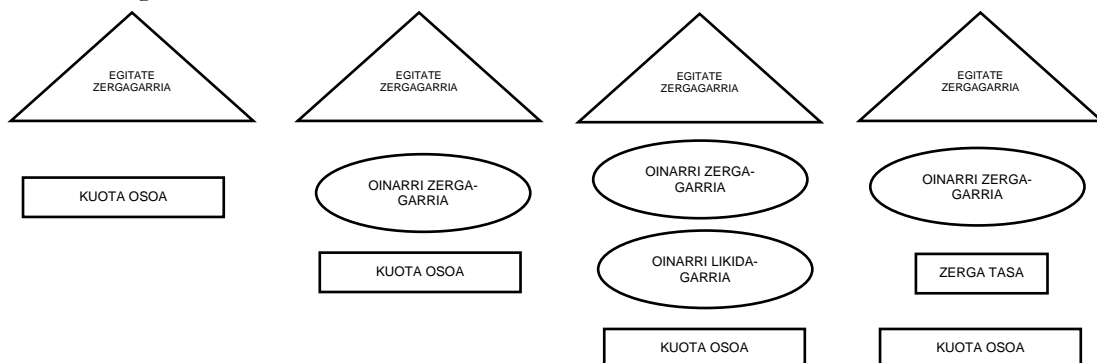 EGITATE
ZERGAGARRIA
KUOTA OSOA
EGITATE
ZERGAGARRIA
OINARRI ZERGA-
GARRIA
KUOTA OSOA
EGITATE
ZERGAGARRIA
OINARRI ZERGA-
GARRIA
OINARRI LIKIDA-
GARRIA
KUOTA OSOA
EGITATE
ZERGAGARRIA
OINARRI ZERGA-
GARRIA
ZERGA TASA
KUOTA OSOA